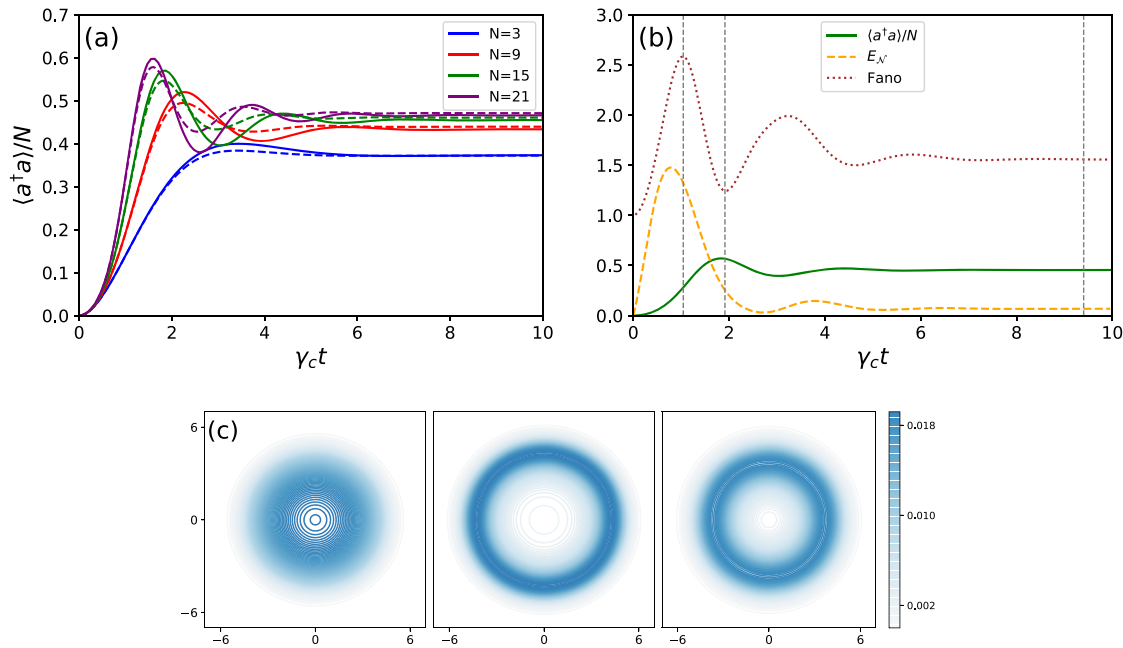 (a)
N=3
N=9
N=15
N=21
0.7
0.6
0.5
0.4
0.3
0.2
0.1
0.0
⟨a†a⟩/N
0 2 4 6 8 10
γ_c t
(b)
⟨a†a⟩/N
E_𝒩
Fano
3.0
2.5
2.0
1.5
1.0
0.5
0.0
0 2 4 6 8 10
γ_c t
(c)
6
0
−6
−6 0 6
−6 0 6
−6 0 6
0.018
0.010
0.002